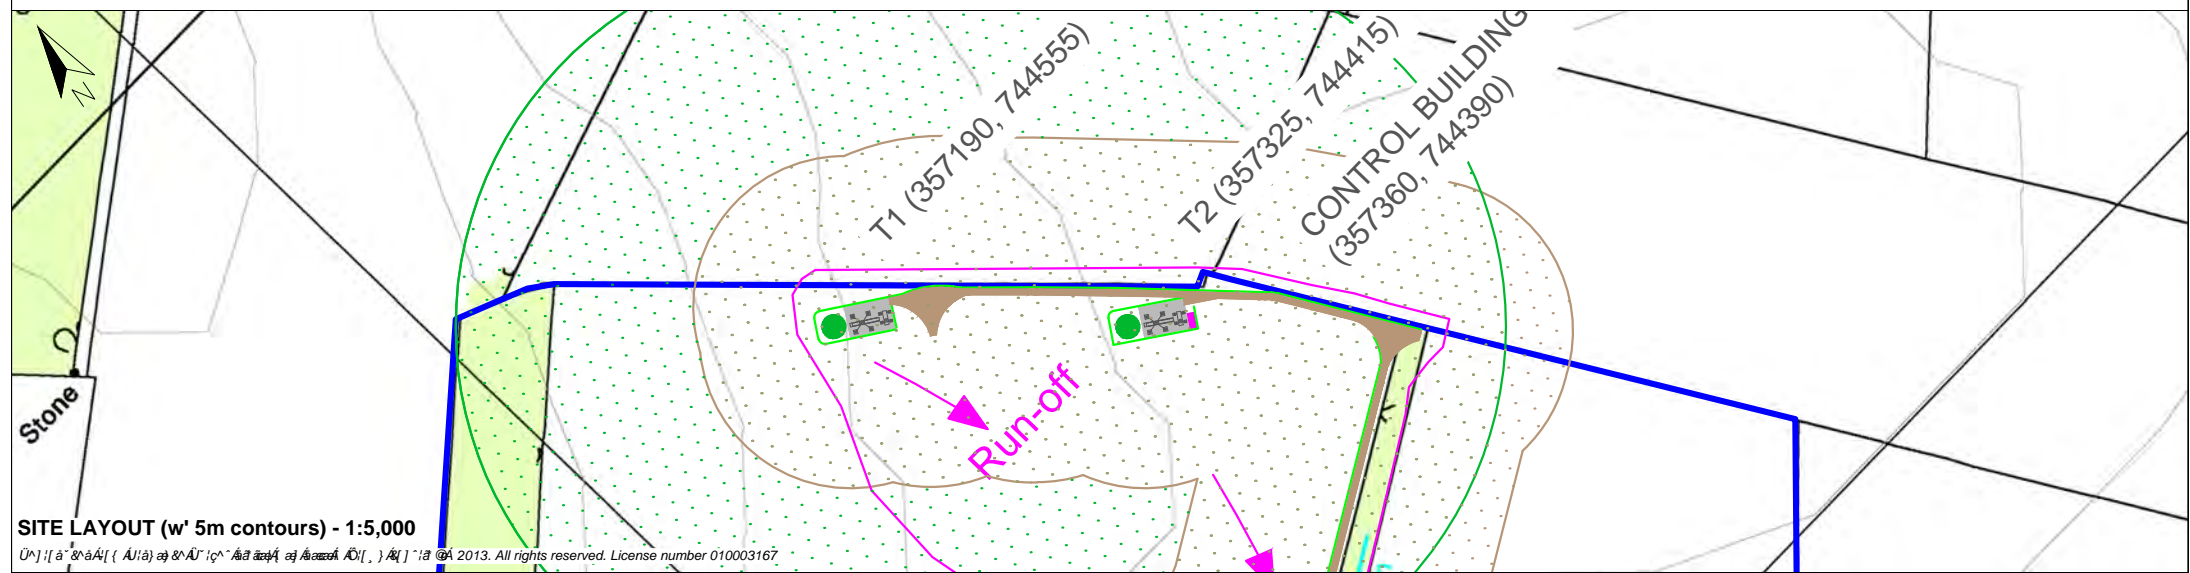 N
T1 (357190, 744555)
T2 (357325, 744415)
CONTROL BUILDING
(357360, 744390)
Stone
Run-off
SITE LAYOUT (w' 5m contours) - 1:5,000
2013. All rights reserved. License number 010003167